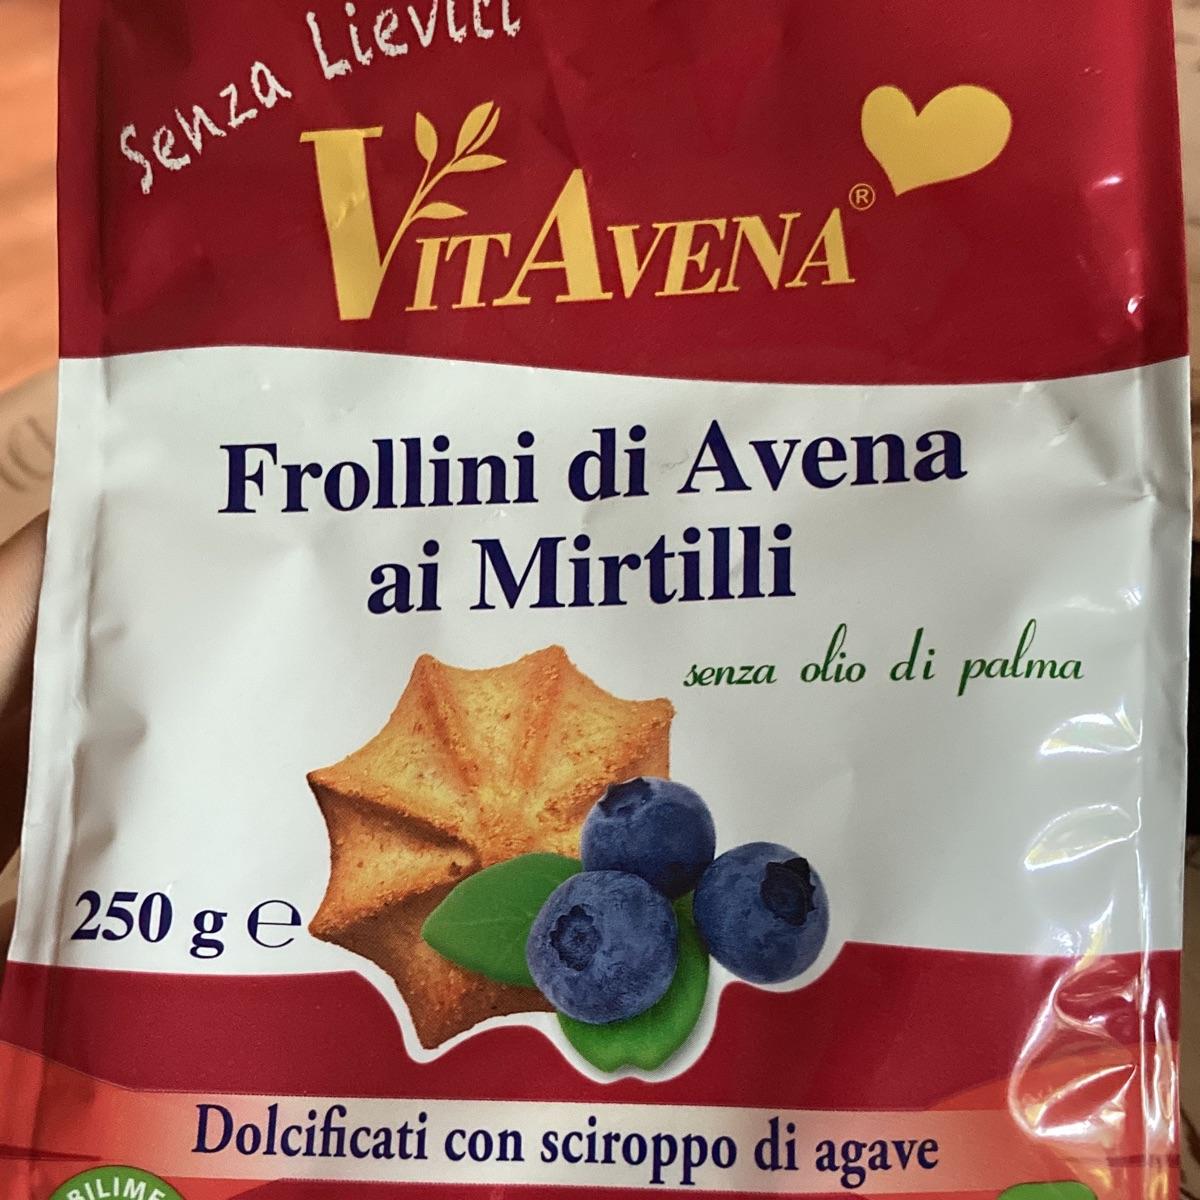 Senza Lieviti
VITAVENA®
Frollini di Avena
ai Mirtilli
senza olio di palma
250 g ℮
Dolcificati con sciroppo di agave